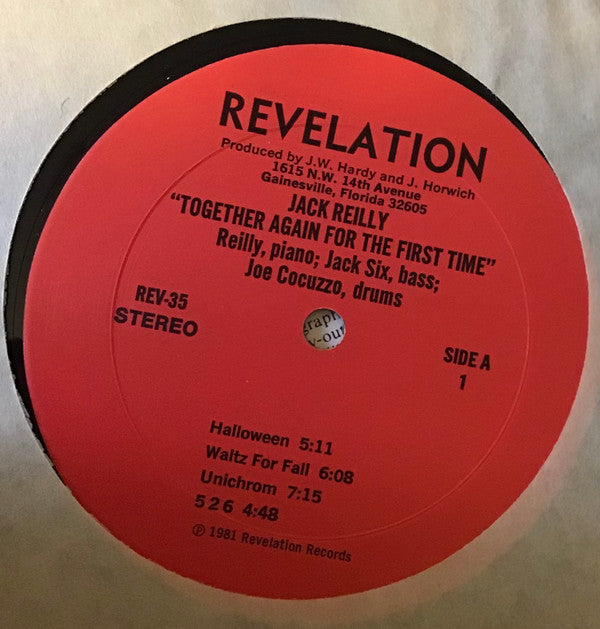 REVELATION
Produced by J.W. Hardy and J. Horwich
1615 N.W. 14th Avenue
Gainesville, Florida 32605
JACK REILLY
"TOGETHER AGAIN FOR THE FIRST TIME"
Reilly, piano; Jack Six, bass;
Joe Cocuzzo, drums
REV-35
STEREO
SIDE A
1
Halloween 5:11
Waltz For Fall 6:08
Unichrom 7:15
5 2 6 4:48
℗ 1981 Revelation Records